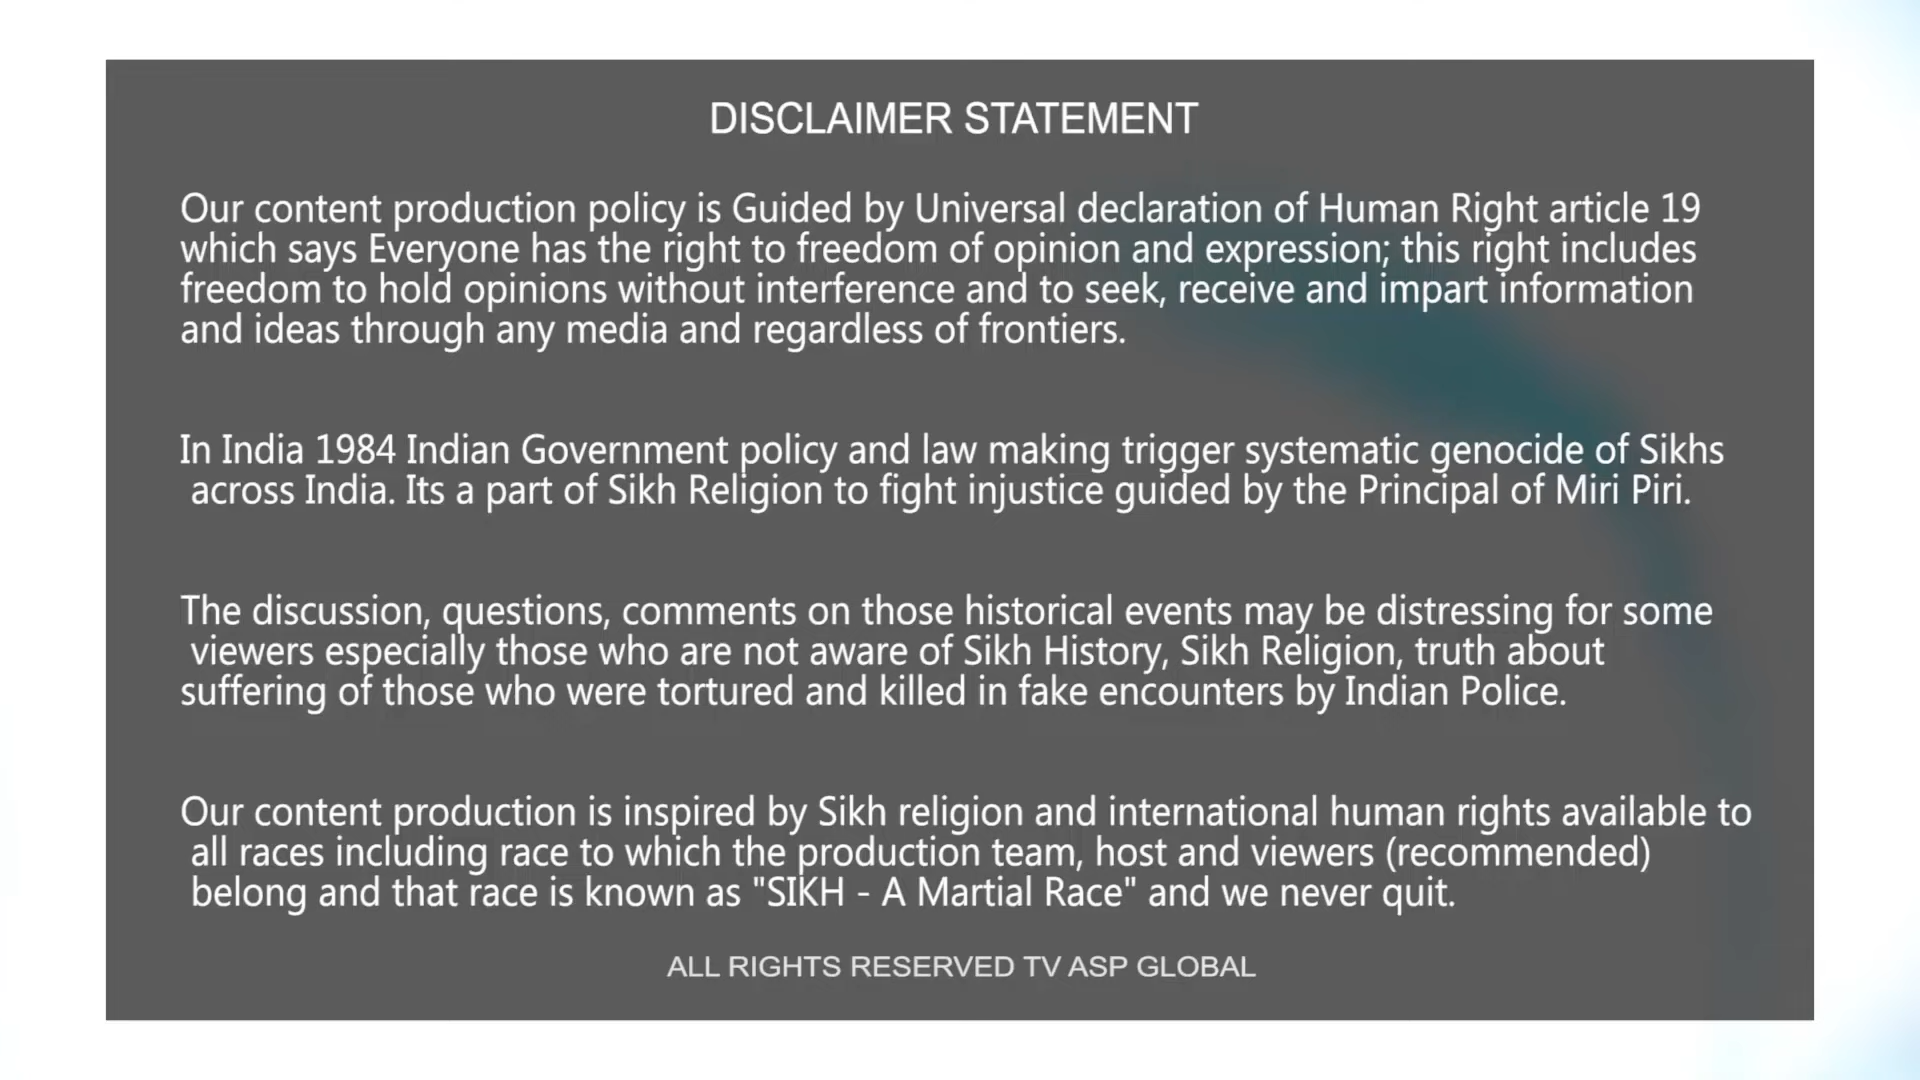 DISCLAIMER STATEMENT
Our content production policy is Guided by Universal declaration of Human Right article 19
which says Everyone has the right to freedom of opinion and expression; this right includes
freedom to hold opinions without interference and to seek, receive and impart information
and ideas through any media and regardless of frontiers.
In India 1984 Indian Government policy and law making trigger systematic genocide of Sikhs
across India. Its a part of Sikh Religion to fight injustice guided by the Principal of Miri Piri.
The discussion, questions, comments on those historical events may be distressing for some
viewers especially those who are not aware of Sikh History, Sikh Religion, truth about
suffering of those who were tortured and killed in fake encounters by Indian Police.
Our content production is inspired by Sikh religion and international human rights available to
all races including race to which the production team, host and viewers (recommended)
belong and that race is known as "SIKH - A Martial Race" and we never quit.
ALL RIGHTS RESERVED TV ASP GLOBAL